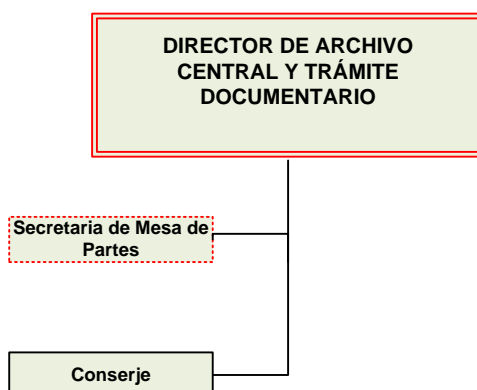 DIRECTOR DE ARCHIVO
CENTRAL Y TRÁMITE
DOCUMENTARIO
Secretaria de Mesa de
Partes
Conserje